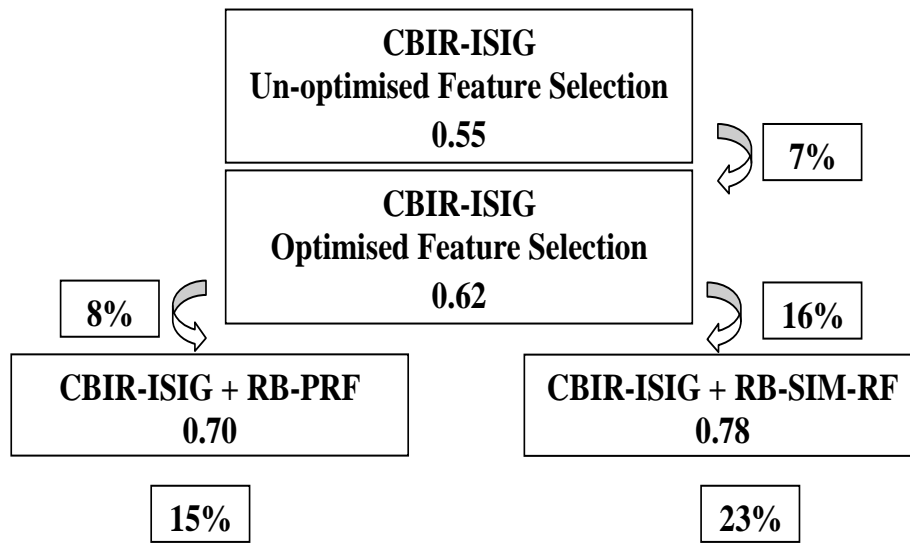 CBIR-ISIG
Un-optimised Feature Selection
0.55
7%
CBIR-ISIG
Optimised Feature Selection
0.62
8%
16%
CBIR-ISIG + RB-PRF
0.70
CBIR-ISIG + RB-SIM-RF
0.78
15%
23%